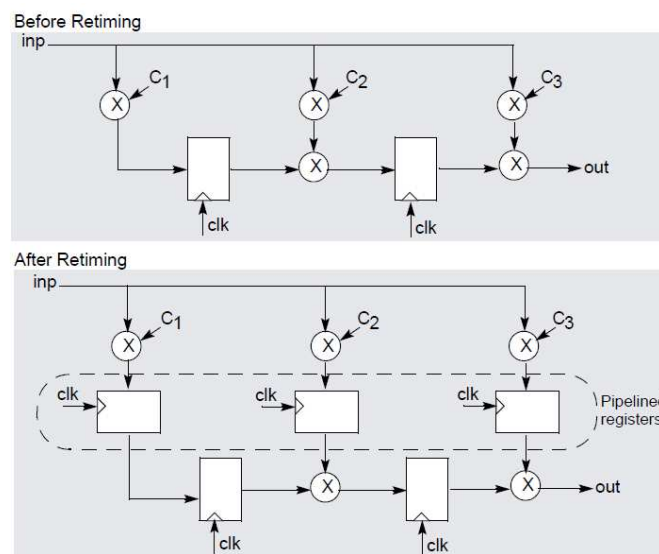 Before Retiming
inp
C1
C2
C3
X
X
X
X
X
out
clk
clk
After Retiming
inp
C1
C2
C3
X
X
X
clk
clk
clk
Pipelined
registers
X
X
out
clk
clk